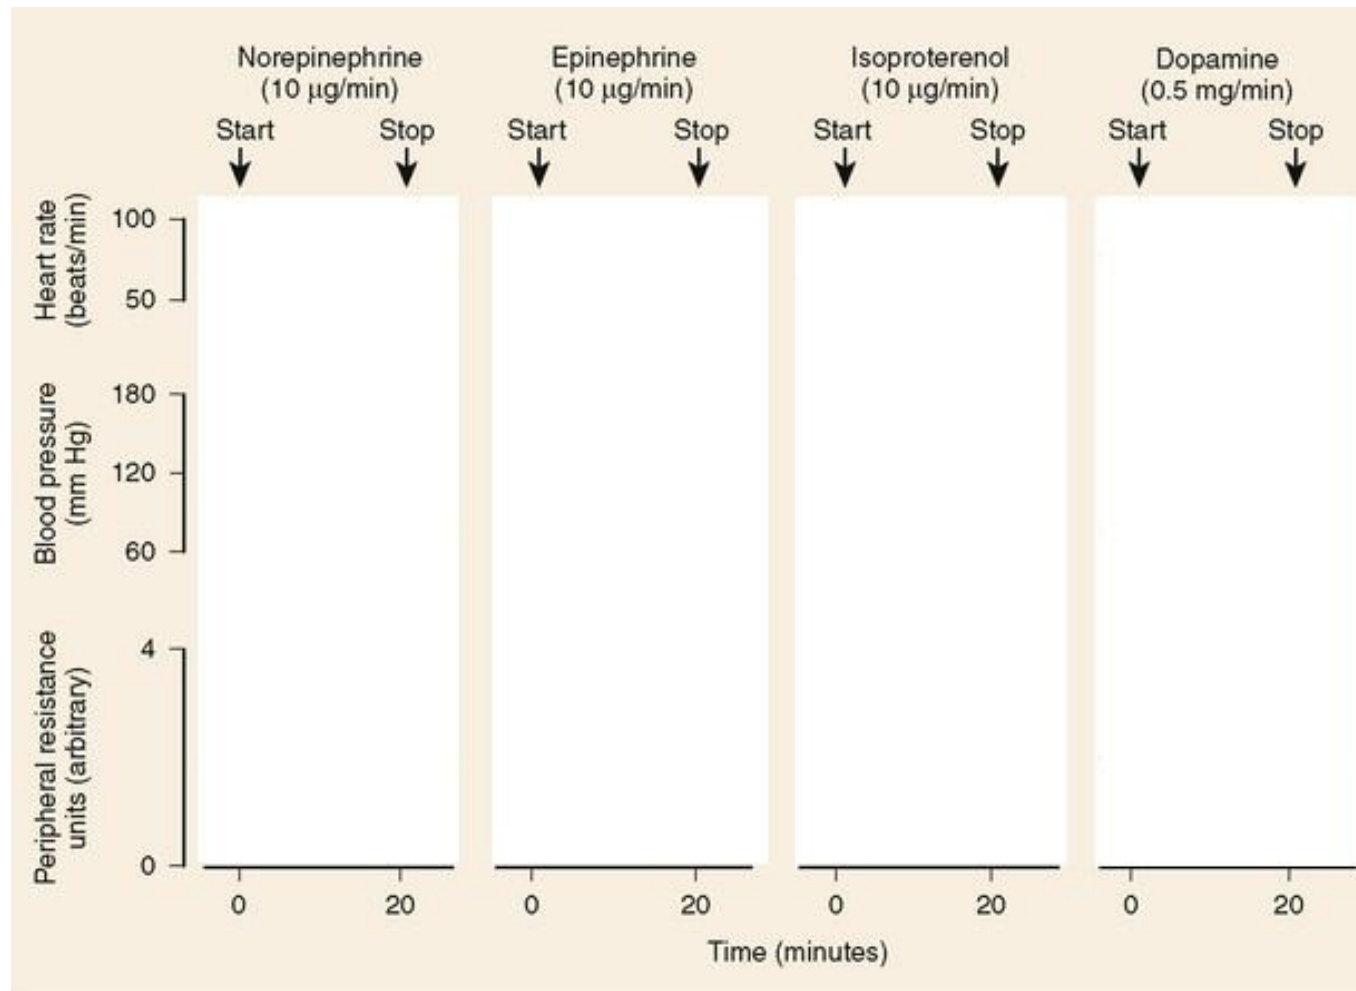 Norepinephrine
(10 μg/min)
Epinephrine
(10 μg/min)
Isoproterenol
(10 μg/min)
Dopamine
(0.5 mg/min)
Start Stop
Start Stop
Start Stop
Start Stop
Heart rate
(beats/min)
100
50
Blood pressure
(mm Hg)
180
120
60
Peripheral resistance
units (arbitrary)
4
0
0 20
0 20
0 20
0 20
Time (minutes)